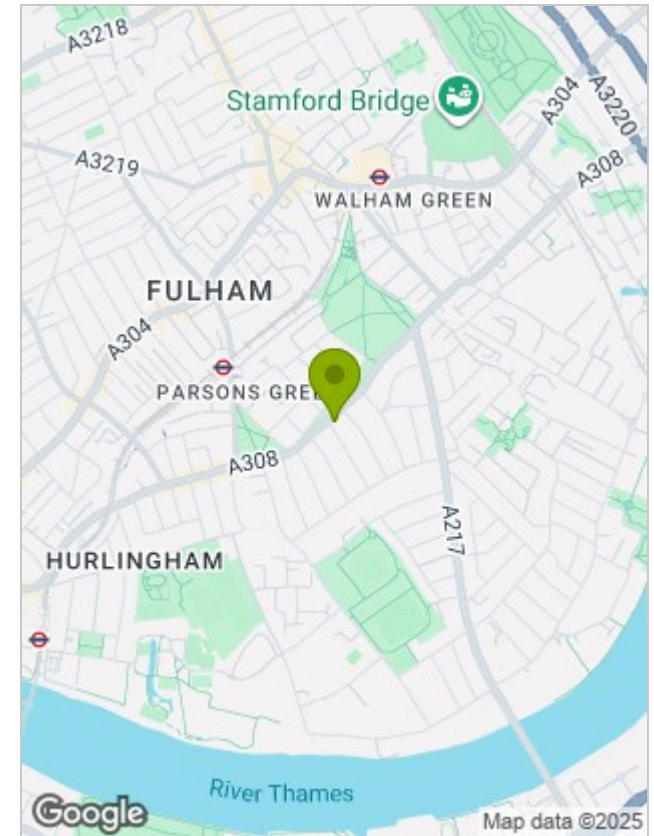 A3218
Stamford Bridge
A304
A3220
A3219
A308
WALHAM GREEN
FULHAM
A304
PARSONS GREE
A308
A217
HURLINGHAM
River Thames
Google
Map data ©2025